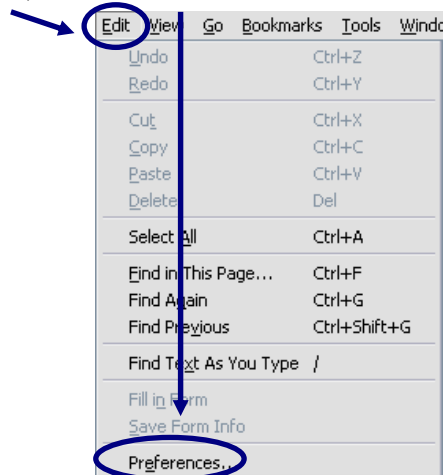 Edit View Go Bookmarks Tools Windo
Undo Ctrl+Z
Redo Ctrl+Y
Cut Ctrl+X
Copy Ctrl+C
Paste Ctrl+V
Delete Del
Select All Ctrl+A
Find in This Page... Ctrl+F
Find Again Ctrl+G
Find Previous Ctrl+Shift+G
Find Text As You Type /
Fill in Form
Save Form Info
Preferences..